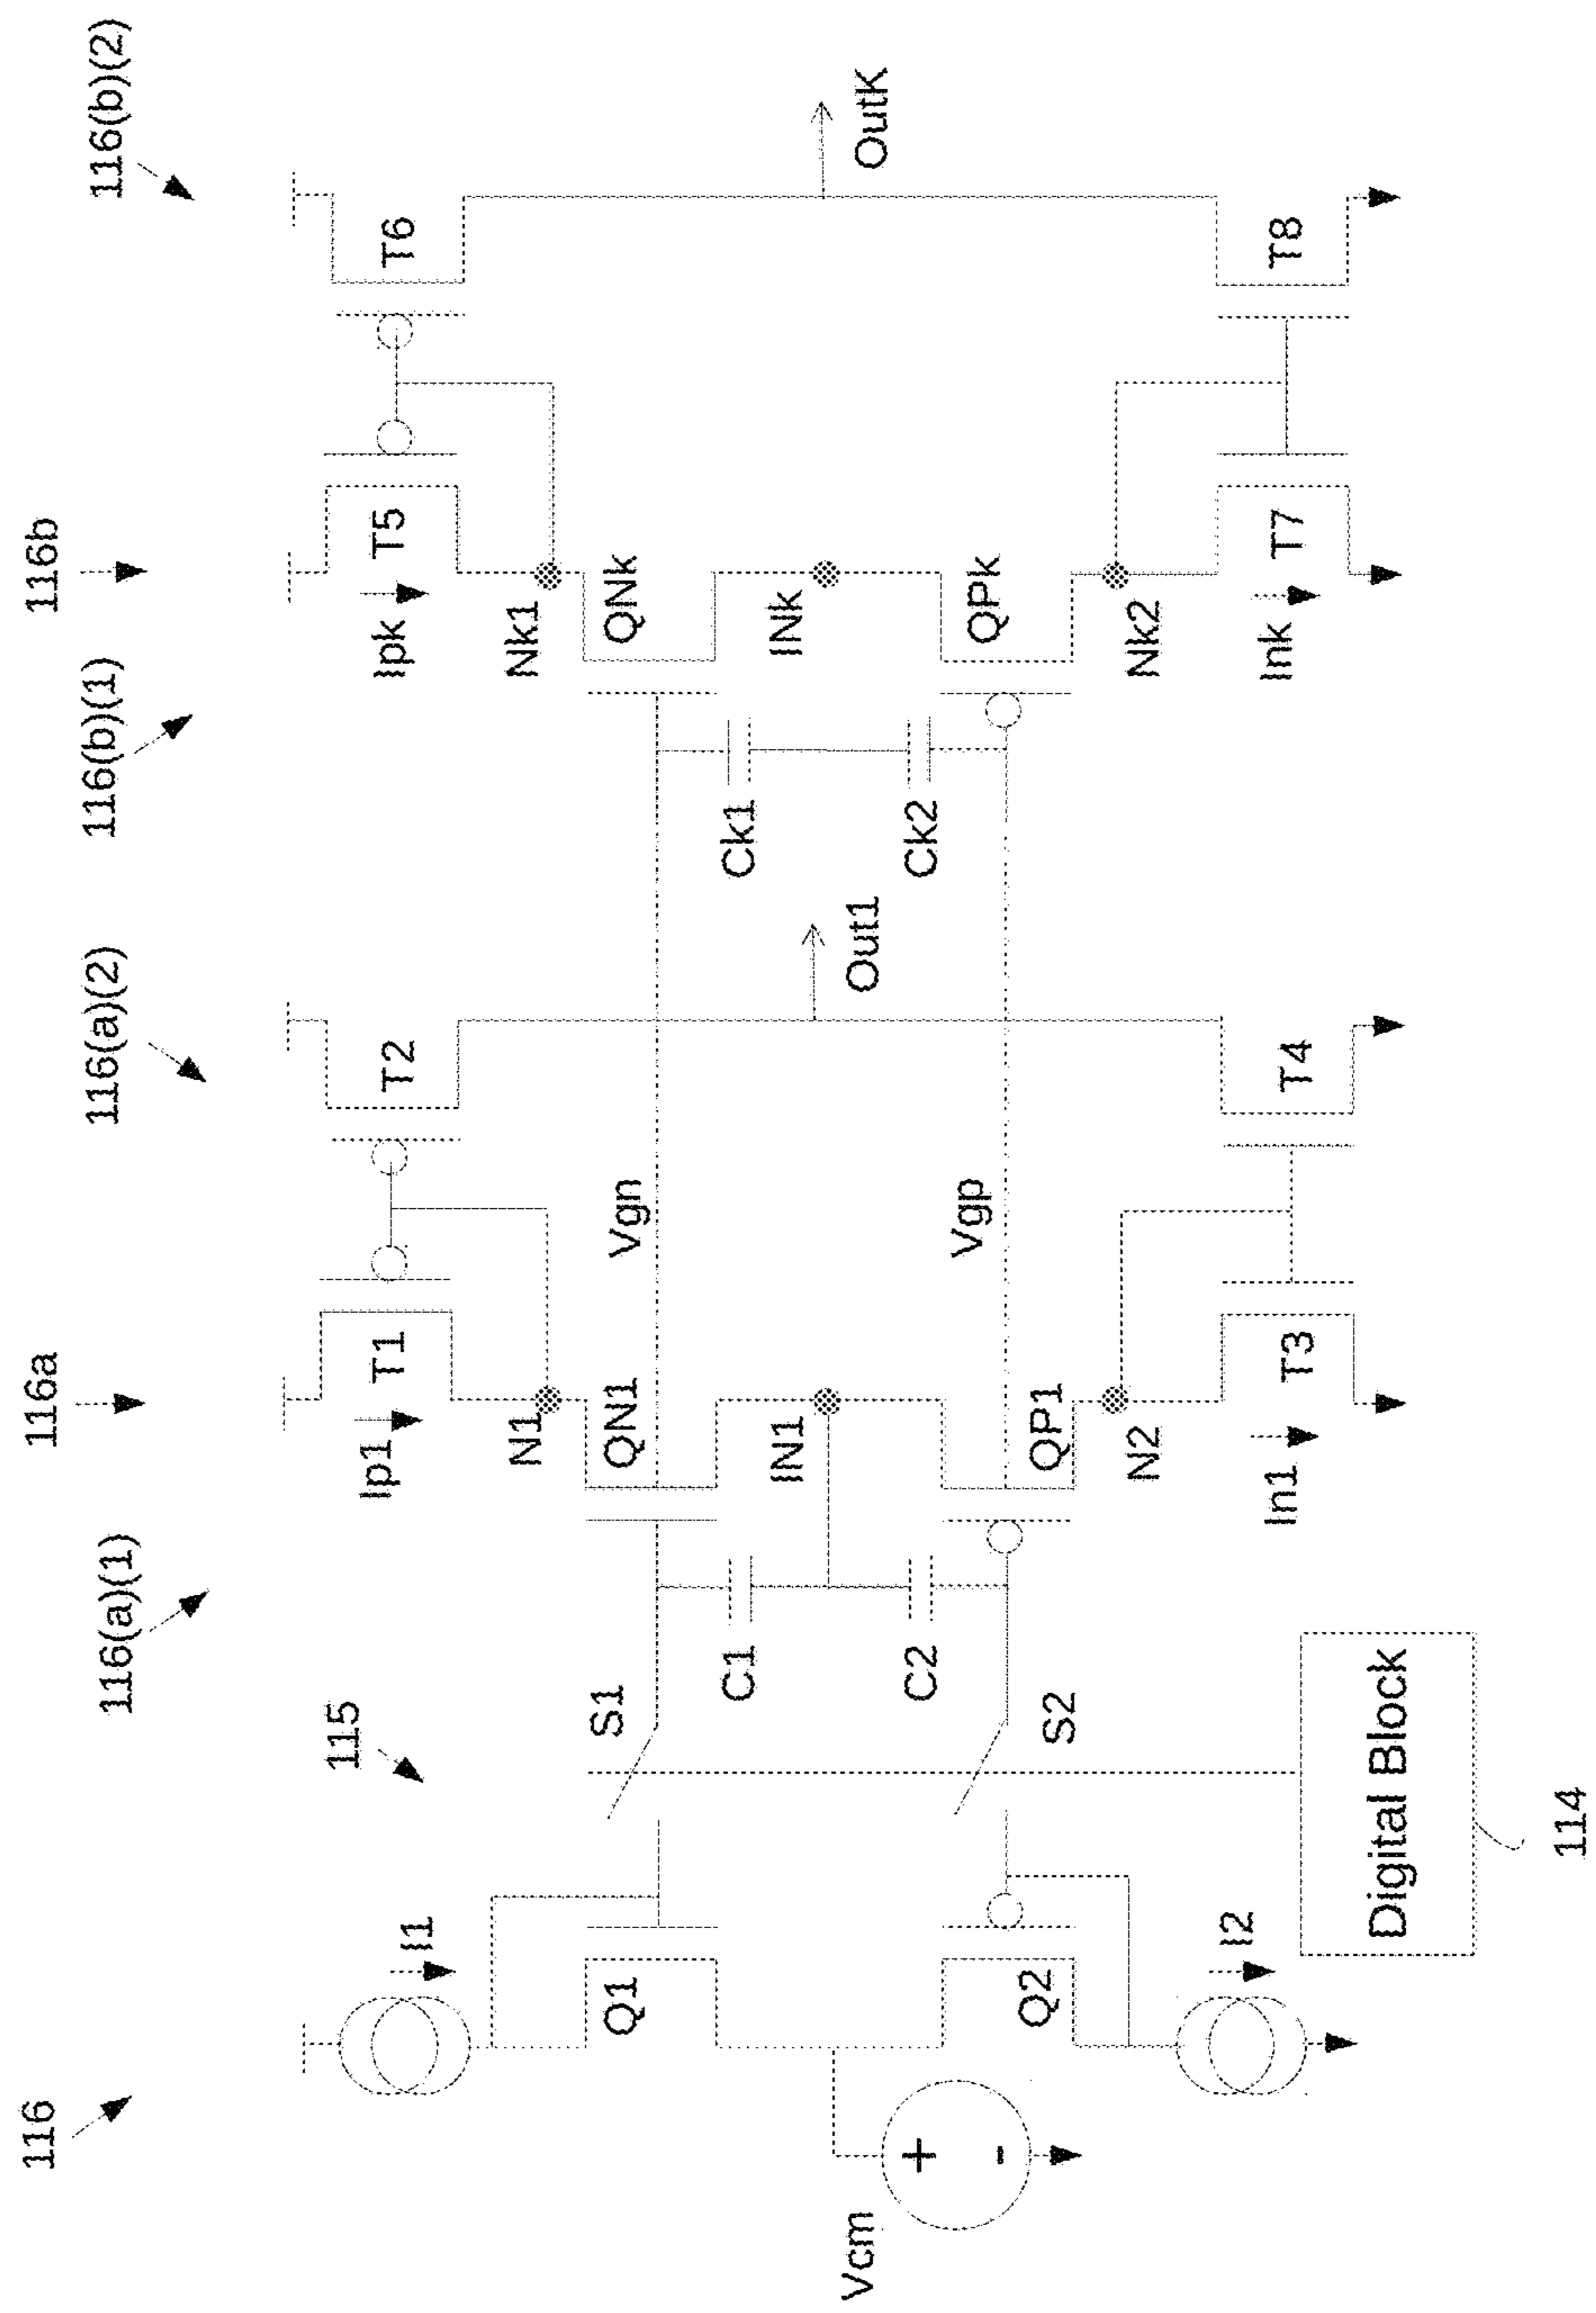 116
116(a)(1)
116a
116(a)(2)
116(b)(1)
116b
116(b)(2)
115
I1
Ip1
T1
T2
Ipk
T5
T6
N1
Nk1
Q1
S1
QN1
Vgn
QNk
C1
Ck1
Vcm
+
-
IN1
Out1
INk
OutK
C2
Ck2
Q2
S2
QP1
Vgp
QPk
N2
Nk2
I2
In1
T3
T4
Ink
T7
T8
Digital Block
114